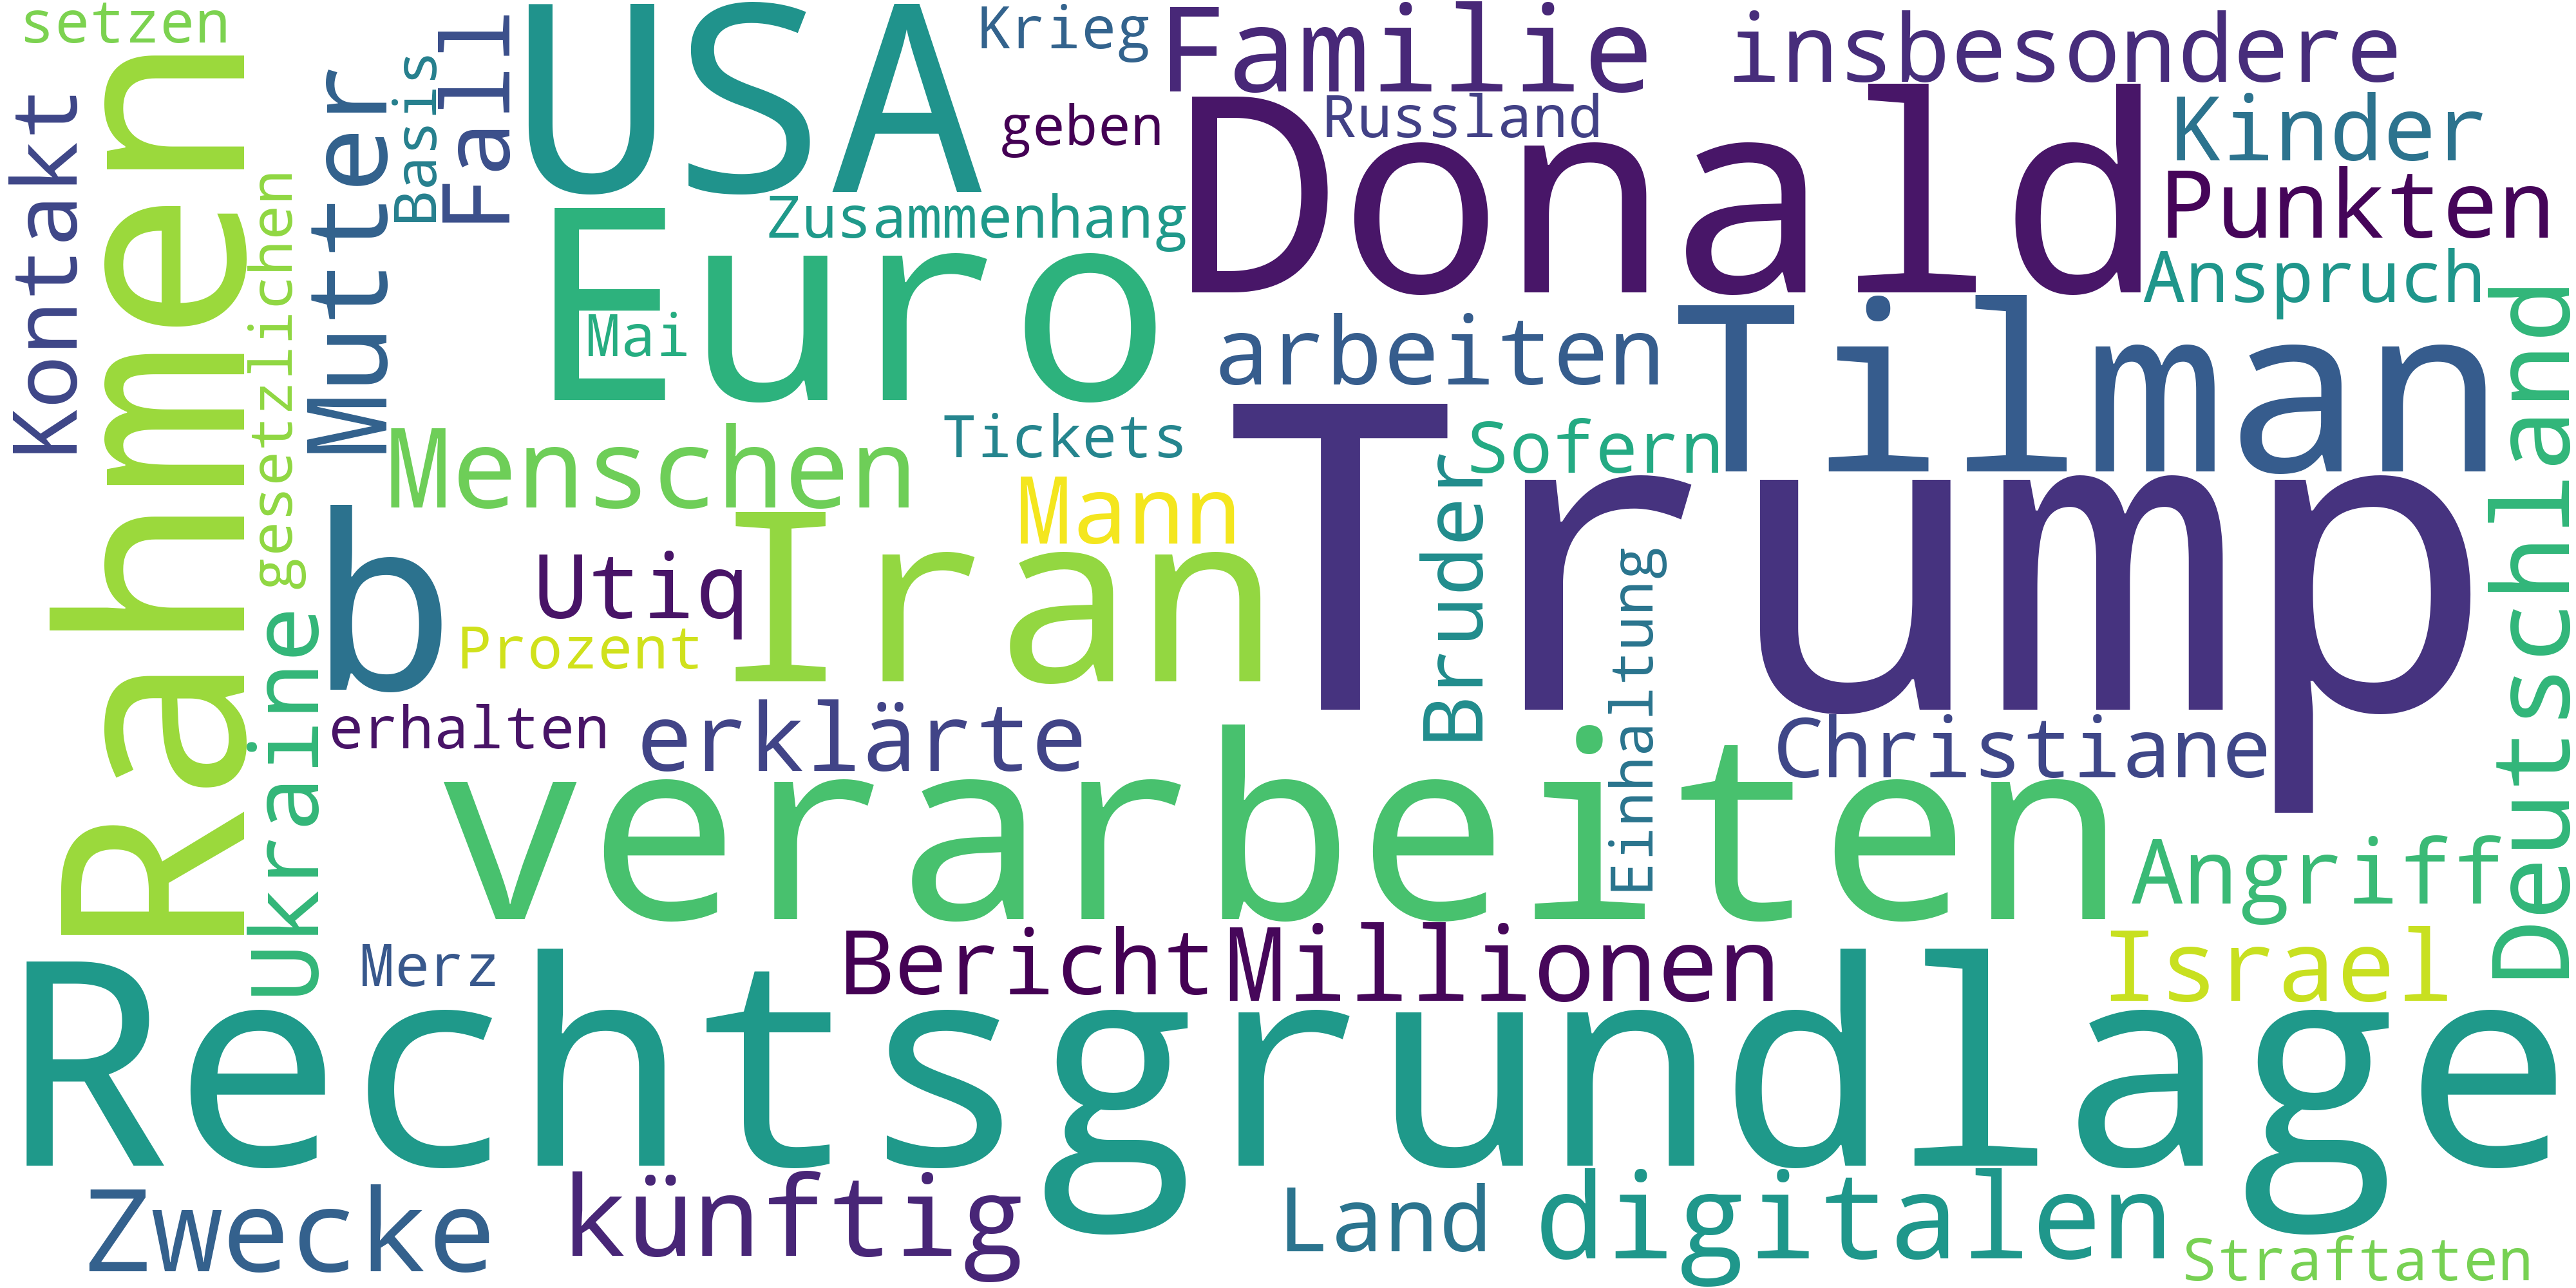 setzen
Rahmen
Kontakt
gesetzlichen
Mutter
Basis
Fall
USA
Krieg
Familie
insbesondere
geben
Russland
Donald
Kinder
Punkten
Zusammenhang
Euro
Mai
Anspruch
arbeiten
Tilman
Deutschland
Menschen
Tickets
Sofern
Mann
Trump
b
Utiq
Iran
Bruder
Einhaltung
Prozent
Ukraine
erhalten
erklärte
Christiane
verarbeiten
Angriff
Merz
Bericht
Millionen
Israel
Rechtsgrundlage
Zwecke
künftig
Land
digitalen
Straftaten